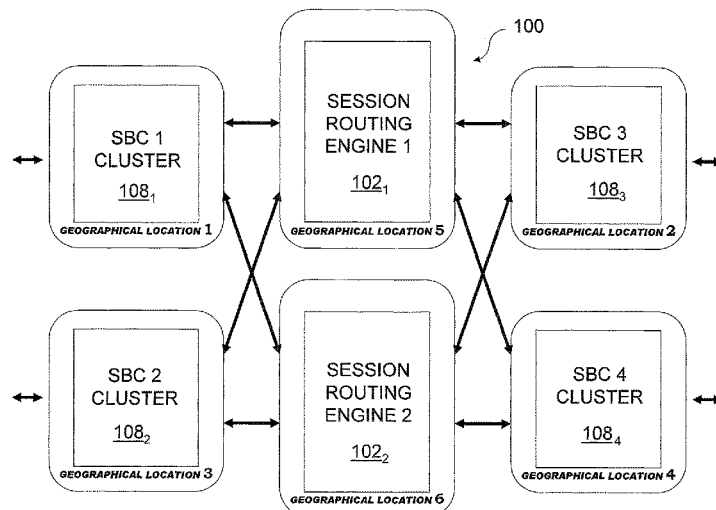 100
SBC 1
CLUSTER
108₁
GEOGRAPHICAL LOCATION 1
SESSION
ROUTING
ENGINE 1
102₁
GEOGRAPHICAL LOCATION 5
SBC 3
CLUSTER
108₃
GEOGRAPHICAL LOCATION 2
SBC 2
CLUSTER
108₂
GEOGRAPHICAL LOCATION 3
SESSION
ROUTING
ENGINE 2
102₂
GEOGRAPHICAL LOCATION 6
SBC 4
CLUSTER
108₄
GEOGRAPHICAL LOCATION 4